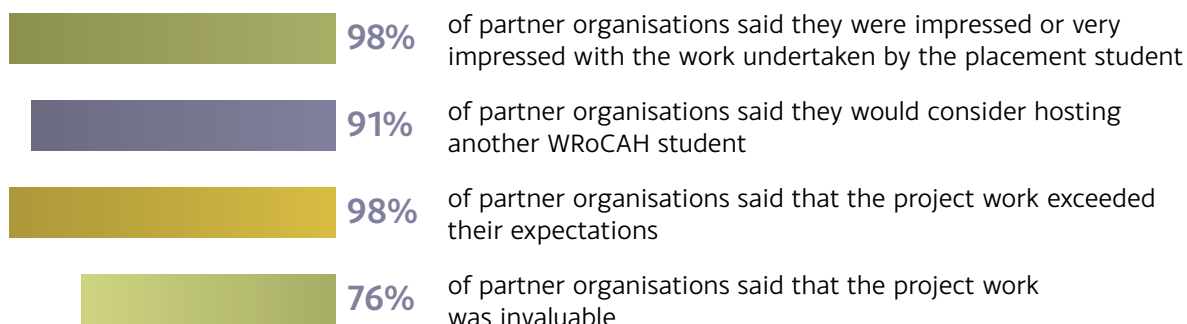 98% of partner organisations said they were impressed or very
impressed with the work undertaken by the placement student
91% of partner organisations said they would consider hosting
another WRoCAH student
98% of partner organisations said that the project work exceeded
their expectations
76% of partner organisations said that the project work
was invaluable